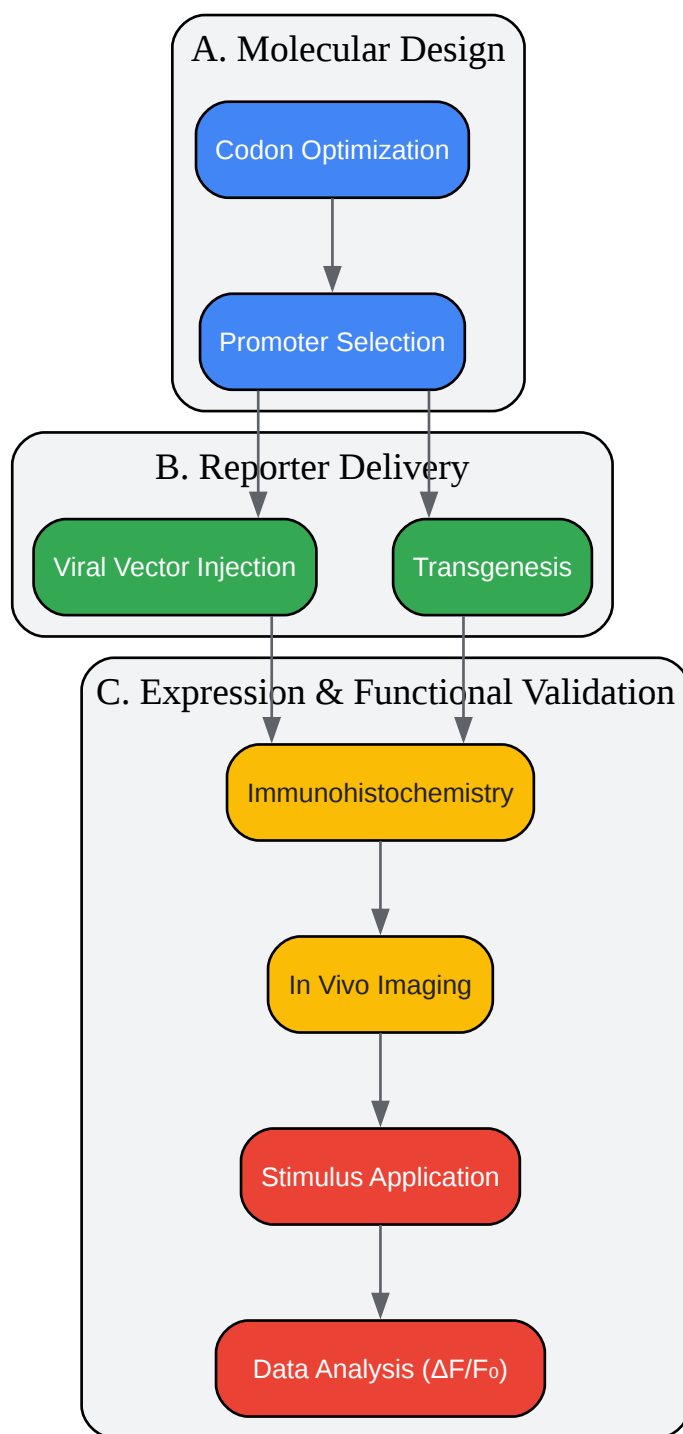 A. Molecular Design
Codon Optimization
Promoter Selection
B. Reporter Delivery
Viral Vector Injection
Transgenesis
C. Expression & Functional Validation
Immunohistochemistry
In Vivo Imaging
Stimulus Application
Data Analysis (ΔF/F₀)